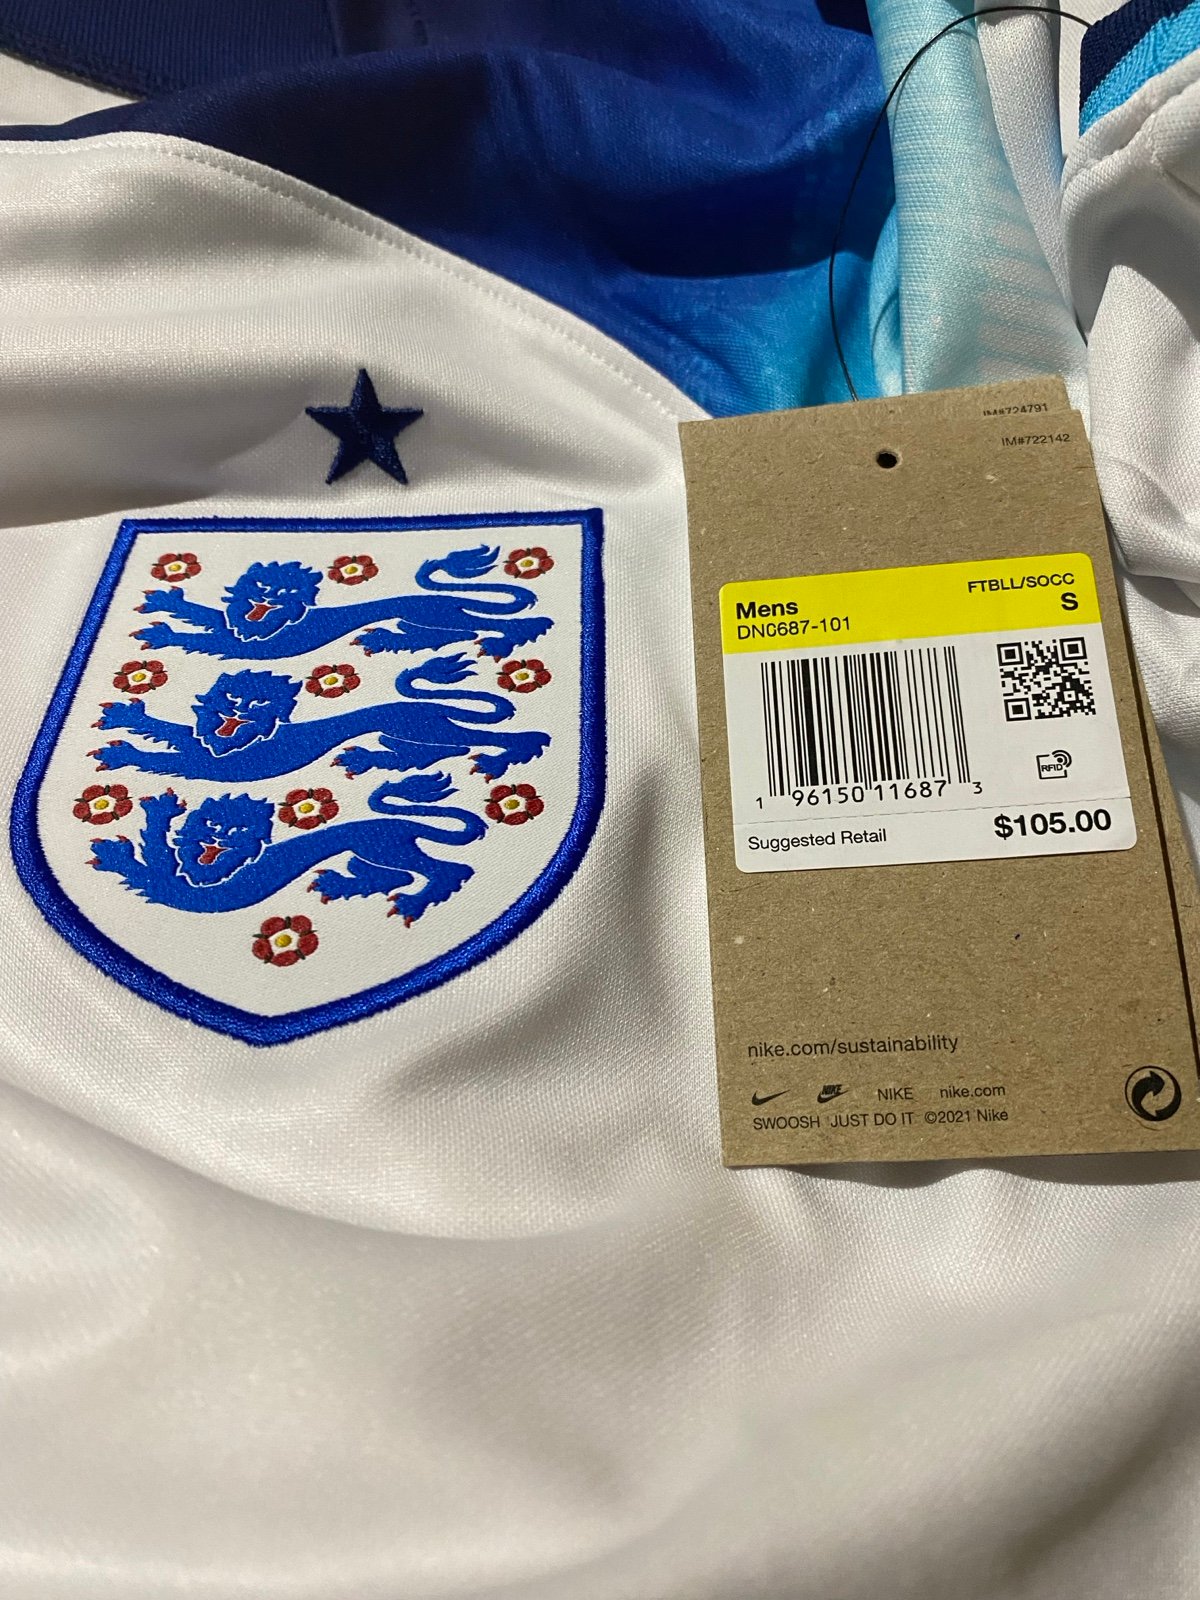 IM#724791
IM#722142
FTBLL/SOCC
Mens S
DN0687-101
RFID
1 96150 11687 3
Suggested Retail $105.00
nike.com/sustainability
NIKE NIKE nike.com
SWOOSH JUST DO IT ©2021 Nike